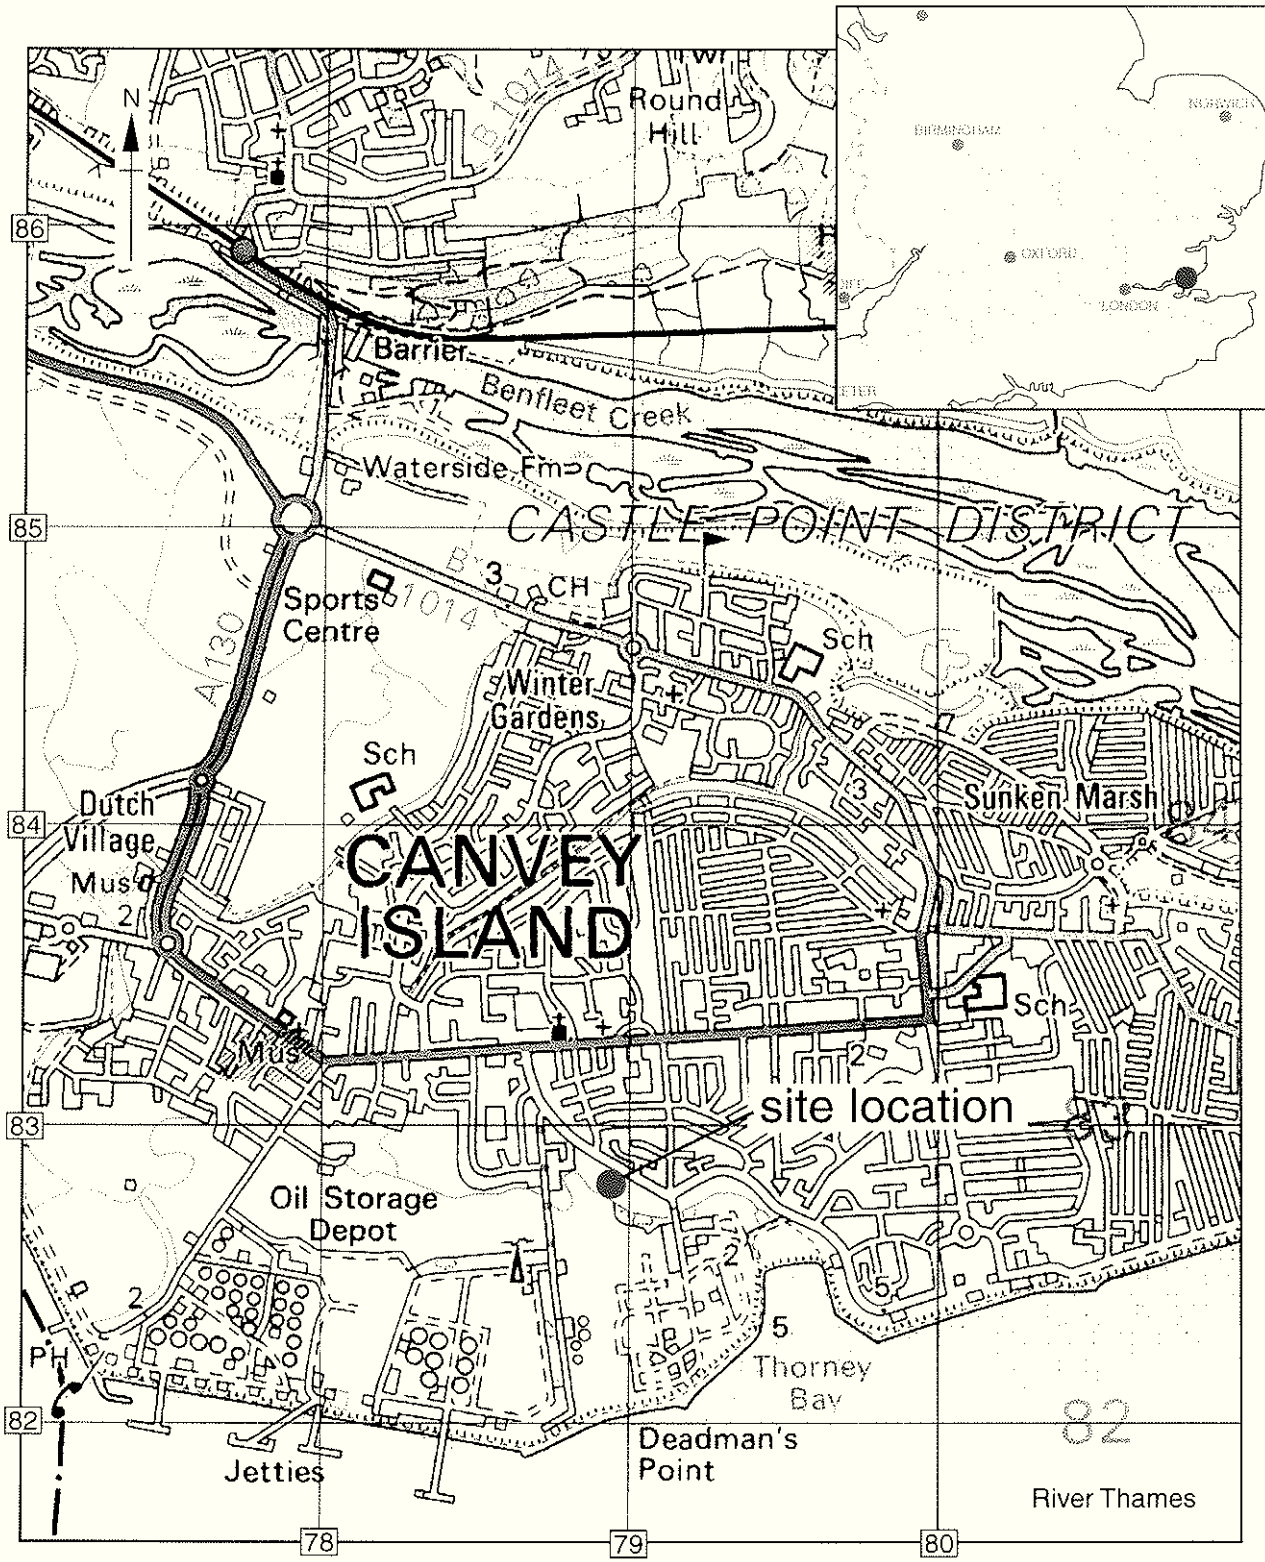 N
B 1014
Round
Hill
BIRMINGHAM
NORWICH
OXFORD
LONDON
86
Barrier
Benfleet Creek
Waterside Fm
85
CASTLE POINT DISTRICT
B 1014
3
CH
Sports
Centre
A130
Sch
Winter
Gardens
Sch
Dutch
Village
3
Sunken Marsh
84
84
CANVEY
ISLAND
Mus
2
Sch
Mus
2
site location
83
Oil Storage
Depot
2
2
5
5
PH
Thorney
Bay
82
82
Deadman's
Point
Jetties
River Thames
78
79
80